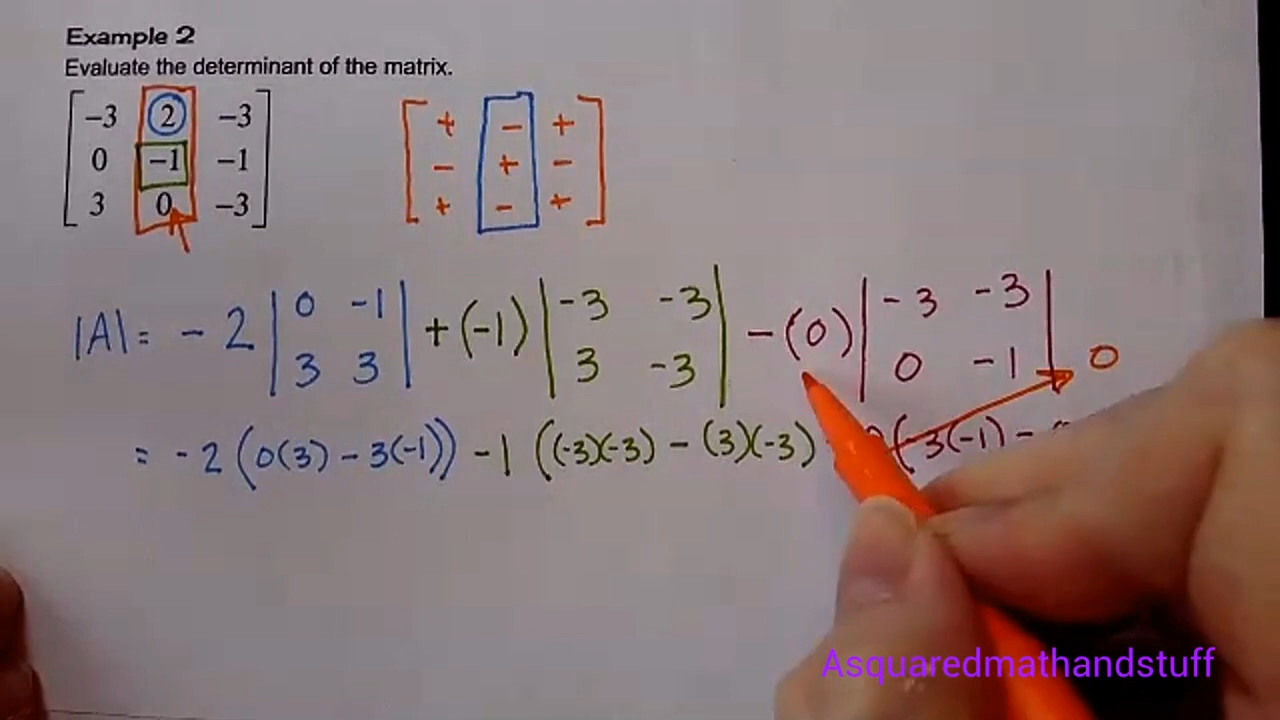 Example 2
Evaluate the determinant of the matrix.
[ −3 2 −3 ] [ + − + ]
[ 0 −1 −1 ] [ − + − ]
[ 3 0 −3 ] [ + − + ]
|A| = - 2 | 0 -1 | + (-1) | -3 -3 | - (0) | -3 -3 |
| 3 3 | | 3 -3 | | 0 -1 | 0
= -2 (0(3) - 3(-1)) -1 ((-3)(-3) - (3)(-3) (3(-1) -
Asquaredmathandstuff